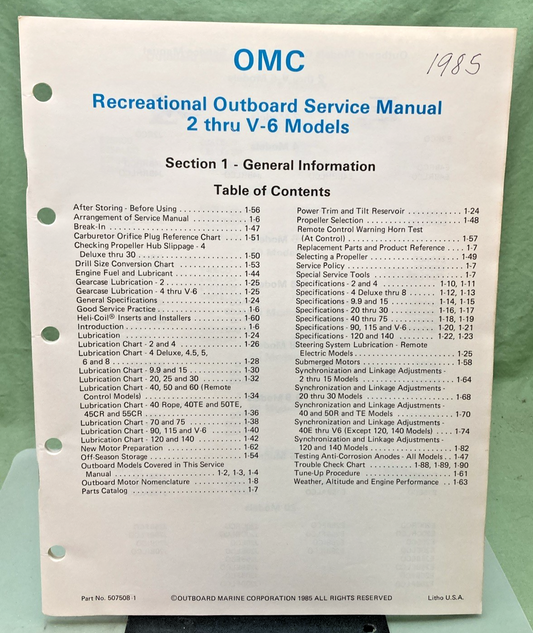 OMC
1985
Recreational Outboard Service Manual
2 thru V-6 Models
Section 1 - General Information
Table of Contents
After Storing - Before Using . . . . . . . . . . . . . . 1-56
Arrangement of Service Manual . . . . . . . . . . . 1-6
Break-In . . . . . . . . . . . . . . . . . . . . . . . . . . . . 1-47
Carburetor Orifice Plug Reference Chart . . . . 1-51
Checking Propeller Hub Slippage - 4
Deluxe thru 30 . . . . . . . . . . . . . . . . . . . . . . . 1-50
Drill Size Conversion Chart . . . . . . . . . . . . . . 1-53
Engine Fuel and Lubricant . . . . . . . . . . . . . . . 1-44
Gearcase Lubrication - 2 . . . . . . . . . . . . . . . . . 1-25
Gearcase Lubrication - 4 thru V-6 . . . . . . . . . 1-25
General Specifications . . . . . . . . . . . . . . . . . . 1-24
Good Service Practice . . . . . . . . . . . . . . . . . . . 1-6
Heli-Coil® Inserts and Installers . . . . . . . . . . . 1-60
Introduction . . . . . . . . . . . . . . . . . . . . . . . . . . 1-6
Lubrication . . . . . . . . . . . . . . . . . . . . . . . . . . 1-24
Lubrication Chart - 2 and 4 . . . . . . . . . . . . . . 1-26
Lubrication Chart - 4 Deluxe, 4.5, 5,
6 and 8 . . . . . . . . . . . . . . . . . . . . . . . . . . . . 1-28
Lubrication Chart - 9.9 and 15 . . . . . . . . . . . . 1-30
Lubrication Chart - 20, 25 and 30 . . . . . . . . . 1-32
Lubrication Chart - 40, 50 and 60 (Remote
Control Models) . . . . . . . . . . . . . . . . . . . . . 1-34
Lubrication Chart - 40 Rope, 40TE and 50TE,
45CR and 55CR . . . . . . . . . . . . . . . . . . . . . 1-36
Lubrication Chart - 70 and 75 . . . . . . . . . . . . 1-38
Lubrication Chart - 90, 115 and V-6 . . . . . . . 1-40
Lubrication Chart - 120 and 140 . . . . . . . . . . 1-42
New Motor Preparation . . . . . . . . . . . . . . . . . 1-62
Off-Season Storage . . . . . . . . . . . . . . . . . . . . 1-54
Outboard Models Covered in This Service
Manual . . . . . . . . . . . . . . . . . . . . 1-2, 1-3, 1-4
Outboard Motor Nomenclature . . . . . . . . . . . . 1-8
Parts Catalog . . . . . . . . . . . . . . . . . . . . . . . . . 1-7
Power Trim and Tilt Reservoir . . . . . . . . . . . . 1-24
Propeller Selection . . . . . . . . . . . . . . . . . . . . . 1-48
Remote Control Warning Horn Test
(At Control) . . . . . . . . . . . . . . . . . . . . . . . . . 1-57
Replacement Parts and Product Reference . . . . 1-7
Selecting a Propeller . . . . . . . . . . . . . . . . . . . . 1-49
Service Policy . . . . . . . . . . . . . . . . . . . . . . . . . 1-7
Special Service Tools . . . . . . . . . . . . . . . . . . . . 1-7
Specifications - 2 and 4 . . . . . . . . . . . . 1-10, 1-11
Specifications - 4 Deluxe thru 8 . . . . . . 1-12, 1-13
Specifications - 9.9 and 15 . . . . . . . . . . 1-14, 1-15
Specifications - 20 thru 30 . . . . . . . . . . 1-16, 1-17
Specifications - 40 thru 75 . . . . . . . . . . 1-18, 1-19
Specifications - 90, 115 and V-6 . . . . . . 1-20, 1-21
Specifications - 120 and 140 . . . . . . . . 1-22, 1-23
Steering System Lubrication - Remote
Electric Models . . . . . . . . . . . . . . . . . . . . . . 1-25
Submerged Motors . . . . . . . . . . . . . . . . . . . . . 1-58
Synchronization and Linkage Adjustments -
2 thru 15 Models . . . . . . . . . . . . . . . . . . . . . 1-64
Synchronization and Linkage Adjustments -
20 thru 30 Models . . . . . . . . . . . . . . . . . . . . 1-68
Synchronization and Linkage Adjustments -
40 and 50R and TE Models . . . . . . . . . . . . . 1-70
Synchronization and Linkage Adjustments -
40E thru V6 (Except 120, 140 Models) . . . . 1-74
Synchronization and Linkage Adjustments -
120 and 140 Models . . . . . . . . . . . . . . . . . . . 1-82
Testing Anti-Corrosion Anodes - All Models . . 1-47
Trouble Check Chart . . . . . . . . . . 1-88, 1-89, 1-90
Tune-Up Procedure . . . . . . . . . . . . . . . . . . . . . 1-61
Weather, Altitude and Engine Performance . . 1-63
Part No. 507508-1
©OUTBOARD MARINE CORPORATION 1985 ALL RIGHTS RESERVED
Litho U.S.A.